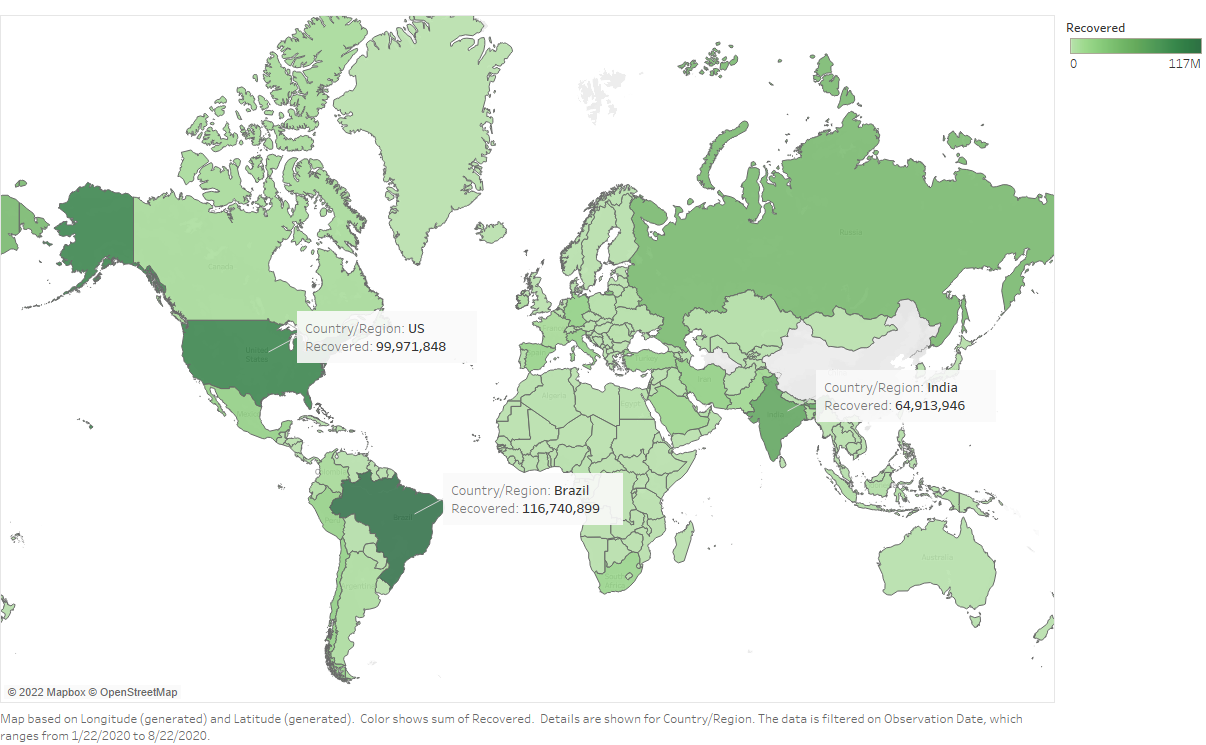 Recovered
0 117M
Russia
Canada
Country/Region: US
Recovered: 99,971,848
United
States
Country/Region: India
Recovered: 64,913,946
Algeria
Country/Region: Brazil
Recovered: 116,740,899
Brazil
Australia
Argentina
© 2022 Mapbox © OpenStreetMap
Map based on Longitude (generated) and Latitude (generated).  Color shows sum of Recovered.  Details are shown for Country/Region. The data is filtered on Observation Date, which
ranges from 1/22/2020 to 8/22/2020.